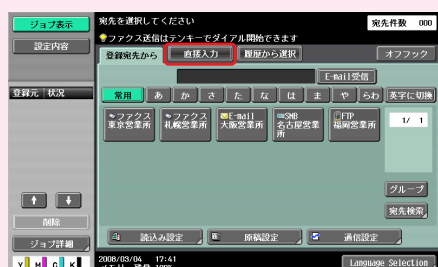 ジョブ表示
設定内容
登録元 状況
削除
ジョブ詳細
Y M C K
宛先を選択してください
宛先件数 000
ファクス送信はテンキーでダイアル開始できます
登録宛先から 直接入力 履歴から選択 オフフック
E-mail受信
常用 あ か さ た な は ま や らわ 英字に切換
ファクス
東京営業所
ファクス
札幌営業所
E-mail
大阪営業所
SMB
名古屋営業所
FTP
福岡営業所
1/ 1
グループ
宛先検索
読込み設定 原稿設定 通信設定
2008/03/04 17:41
メモリー残量 100%
Language Selection